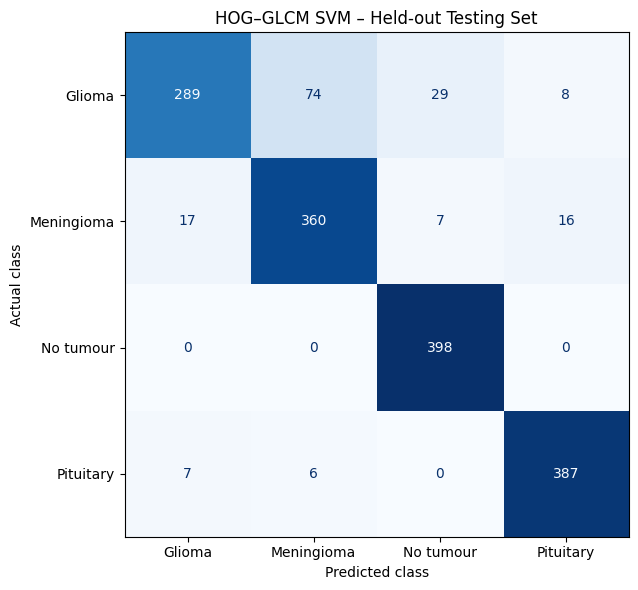 HOG–GLCM SVM – Held-out Testing Set
Actual class
Glioma 289 74 29 8
Meningioma 17 360 7 16
No tumour 0 0 398 0
Pituitary 7 6 0 387
Glioma Meningioma No tumour Pituitary
Predicted class